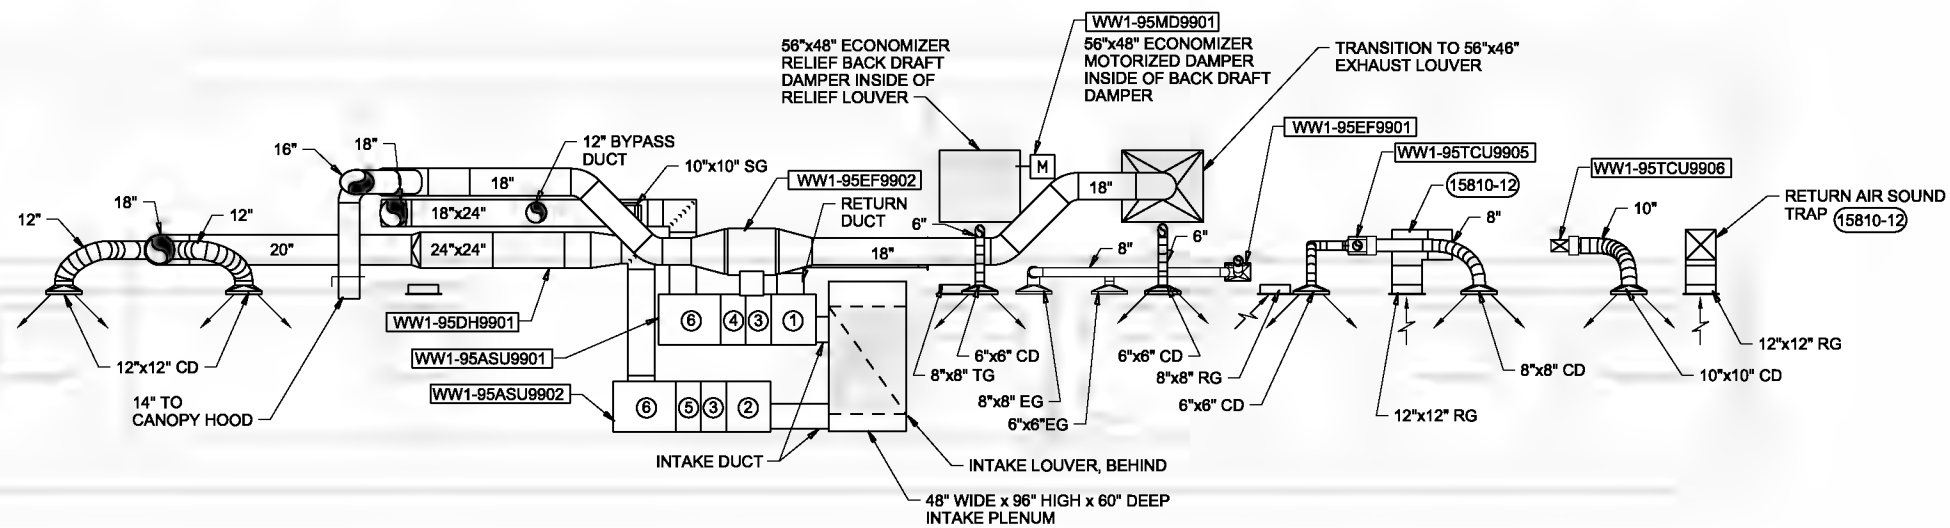 WW1-95MD9901
56"x48" ECONOMIZER
RELIEF BACK DRAFT
DAMPER INSIDE OF
RELIEF LOUVER
56"x48" ECONOMIZER
MOTORIZED DAMPER
INSIDE OF BACK DRAFT
DAMPER
TRANSITION TO 56"x46"
EXHAUST LOUVER
WW1-95EF9901
WW1-95TCU9905
15810-12
WW1-95TCU9906
RETURN AIR SOUND
TRAP 15810-12
16"
18"
12" BYPASS
DUCT
10"x10" SG
WW1-95EF9902
RETURN
DUCT
M
18"
18"
18"x24"
12"
18"
12"
20"
24"x24"
18"
6"
8"
6"
8"
10"
WW1-95DH9901
WW1-95ASU9901
WW1-95ASU9902
6
4
3
1
6
5
3
2
12"x12" CD
14" TO
CANOPY HOOD
6"x6" CD
8"x8" TG
8"x8" EG
6"x6"EG
6"x6" CD
8"x8" RG
6"x6" CD
12"x12" RG
8"x8" CD
10"x10" CD
12"x12" RG
INTAKE DUCT
INTAKE LOUVER, BEHIND
48" WIDE x 96" HIGH x 60" DEEP
INTAKE PLENUM